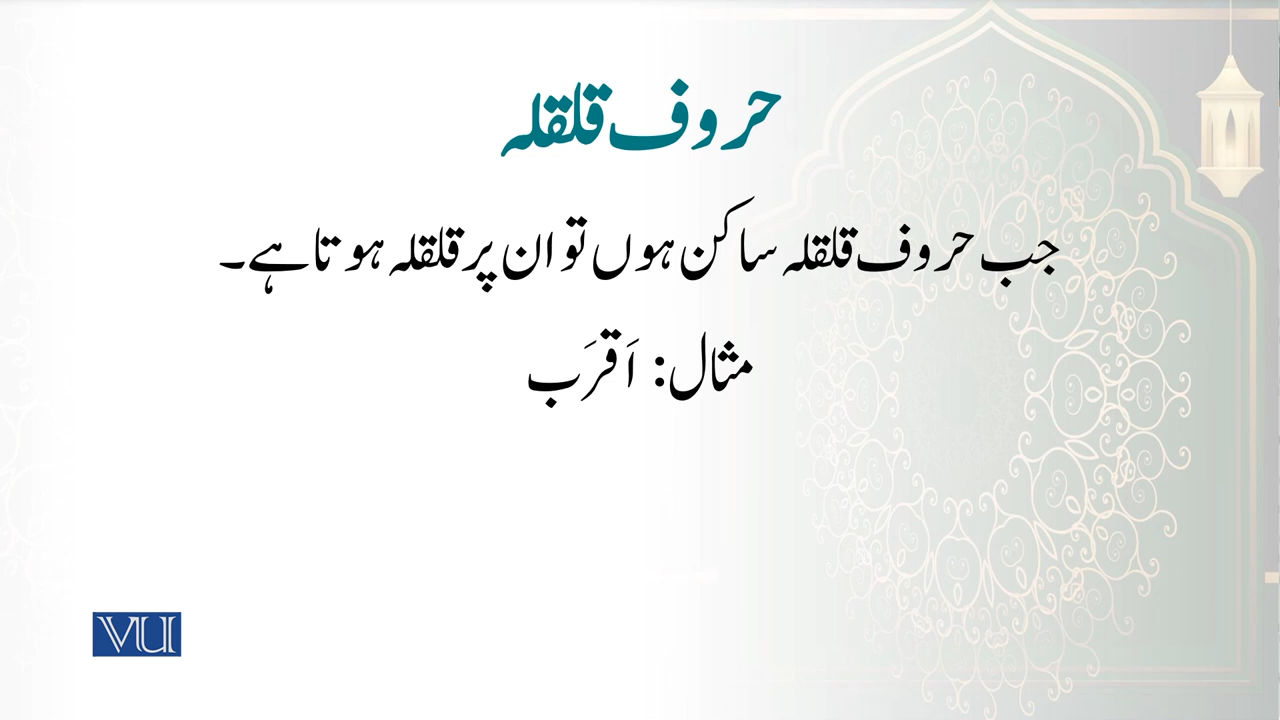 حروف قلقلہ
جب حروف قلقلہ ساکن ہوں تو ان پر قلقلہ ہوتا ہے۔
مثال: اَقرَب
VU